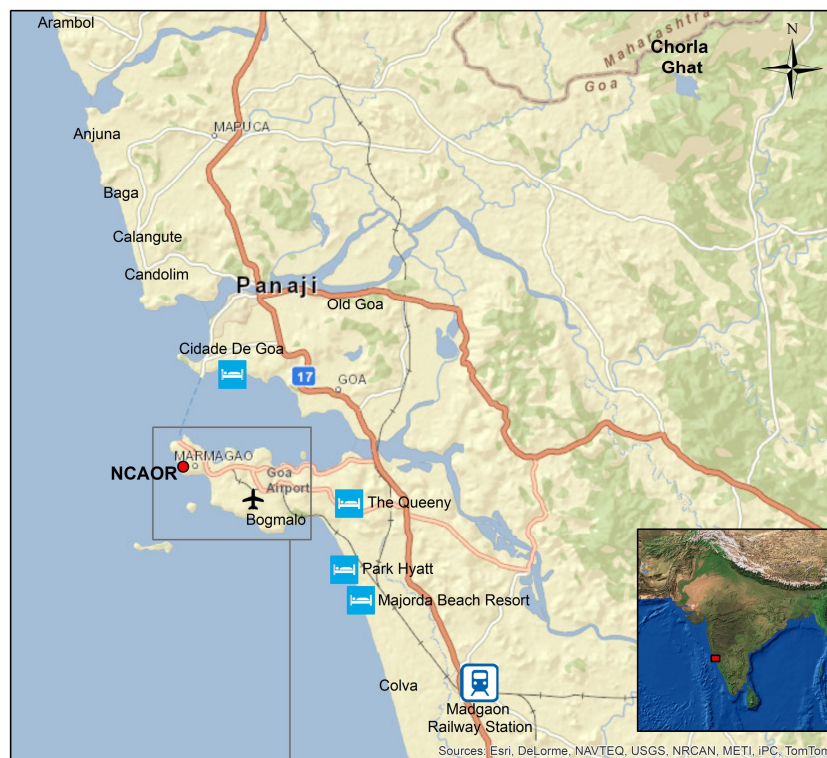 Arambol
Maharashtra
Chorla
Ghat
N
Goa
Anjuna
MAPUCA
Baga
Calangute
Candolim
Panaji
Old Goa
Cidade De Goa
17
GOA
MARMAGAO
NCAOR
Goa
Airport
The Queeny
Bogmalo
Park Hyatt
Majorda Beach Resort
Colva
Madgaon
Railway Station
Sources: Esri, DeLorme, NAVTEQ, USGS, NRCAN, METI, iPC, TomTom